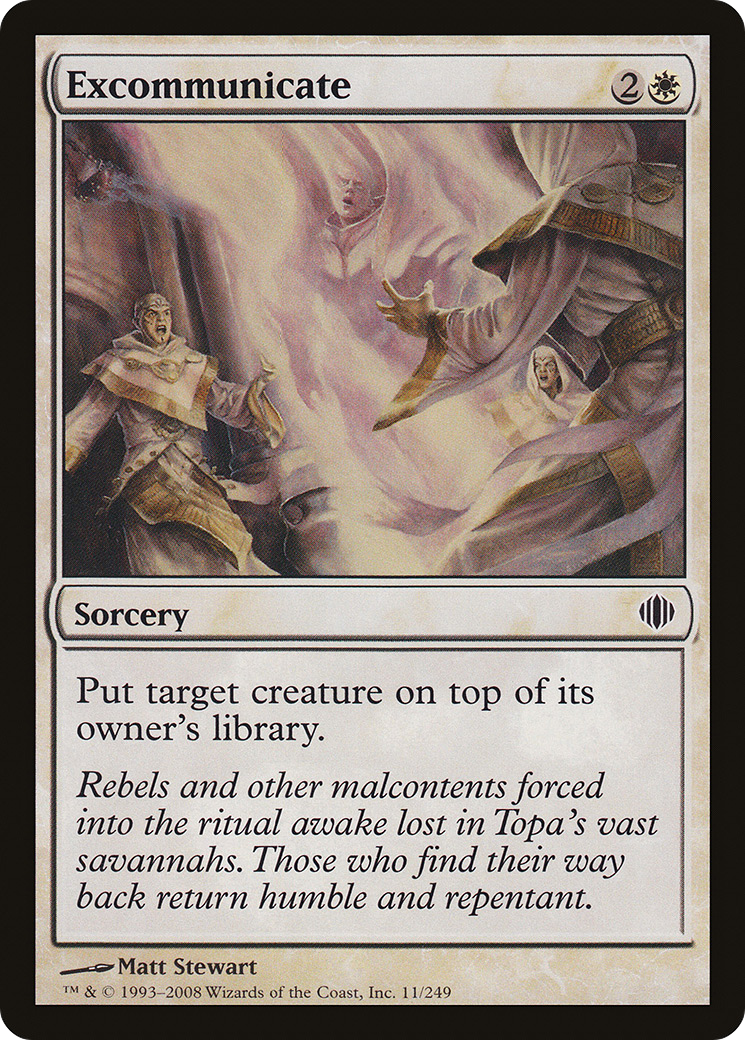 Excommunicate 2
Sorcery
Put target creature on top of its
owner's library.
Rebels and other malcontents forced
into the ritual awake lost in Topa's vast
savannahs. Those who find their way
back return humble and repentant.
Matt Stewart
™ & © 1993–2008 Wizards of the Coast, Inc. 11/249